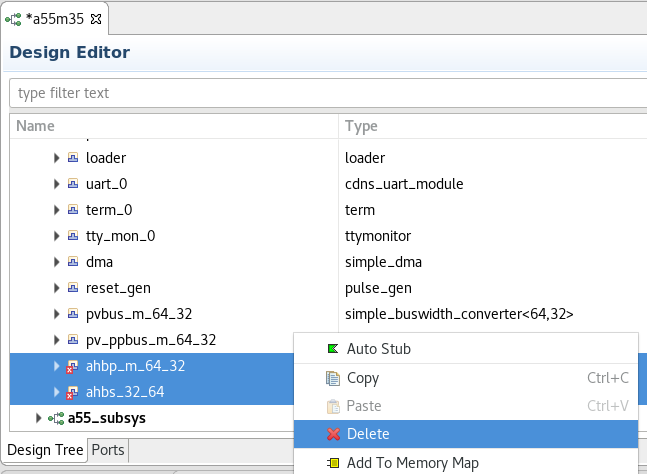 *a55m35
Design Editor
type filter text
Name Type
loader loader
uart_0 cdns_uart_module
term_0 term
tty_mon_0 ttymonitor
dma simple_dma
reset_gen pulse_gen
pvbus_m_64_32 simple_buswidth_converter<64,32>
pv_ppbus_m_64_32
ahbp_m_64_32
ahbs_32_64
a55_subsys
Auto Stub
Copy Ctrl+C
Paste Ctrl+V
Delete
Add To Memory Map
Design Tree Ports